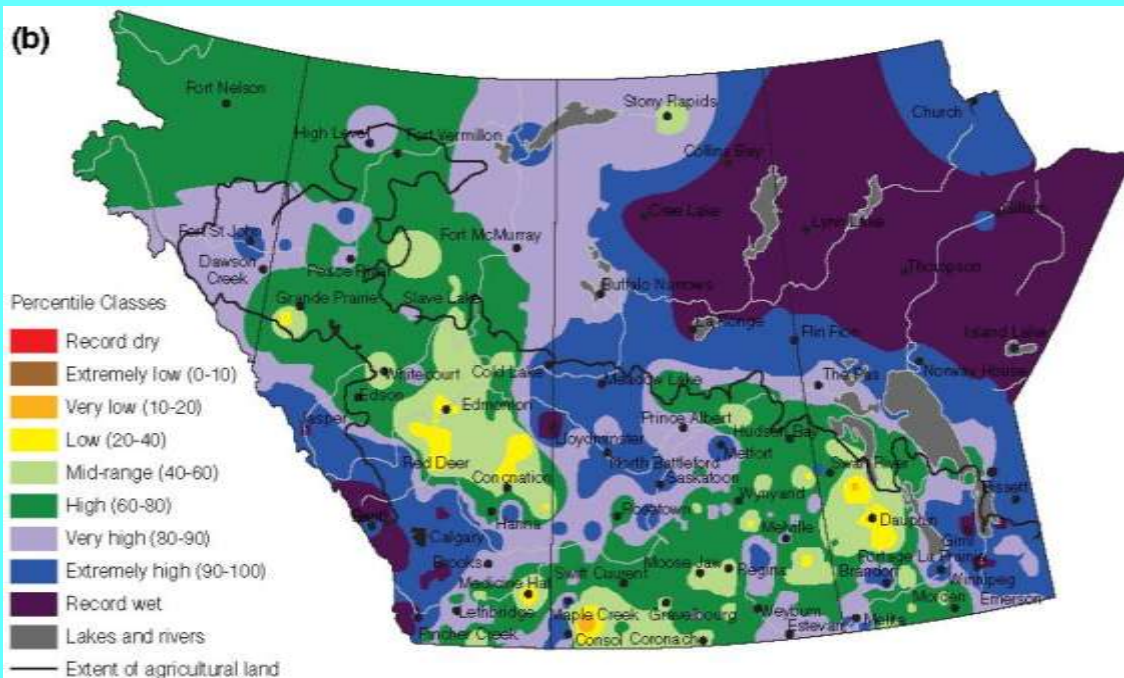 (b)
Fort Nelson
Stony Rapids
Church
High Level
Fort Vermillon
Collins Bay
Cree Lake
Lynn Lake
Fort St John
Fort McMurray
Dawson
Creek
Peace River
Thompson
Buffalo Narrows
Percentile Classes
Grande Prairie
Slave Lake
La Ronge
Flin Flon
Island Lake
Record dry
Extremely low (0-10)
Very low (10-20)
Low (20-40)
Mid-range (40-60)
High (60-80)
Very high (80-90)
Extremely high (90-100)
Record wet
Lakes and rivers
Extent of agricultural land
Whitecourt
Cold Lake
Meadow Lake
The Pas
Norway House
Edson
Edmonton
Jasper
Prince Albert
Hudson Bay
Lloydminster
North Battleford
Melfort
Swan River
Red Deer
Coronation
Saskatoon
Wynyard
Bissett
Banff
Hanna
Rosetown
Melville
Dauphin
Calgary
Gimli
Brooks
Swift Current
Moose Jaw
Regina
Portage La Prairie
Brandon
Winnipeg
Medicine Hat
Lethbridge
Maple Creek
Gravelbourg
Weyburn
Morden
Emerson
Pincher Creek
Consol
Coronach
Estevan
Melita